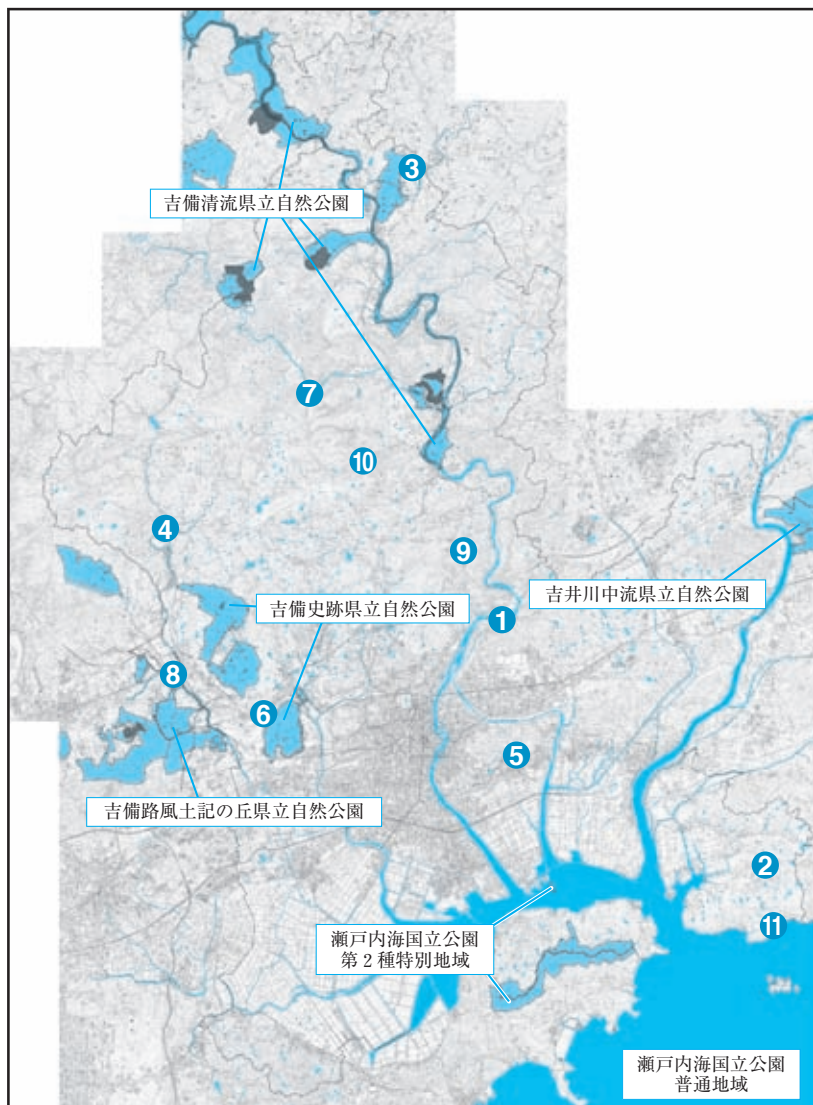 3
吉備清流県立自然公園
7
10
4
9
吉井川中流県立自然公園
吉備史跡県立自然公園
1
8
6
5
吉備路風土記の丘県立自然公園
2
11
瀬戸内海国立公園
第2種特別地域
瀬戸内海国立公園
普通地域